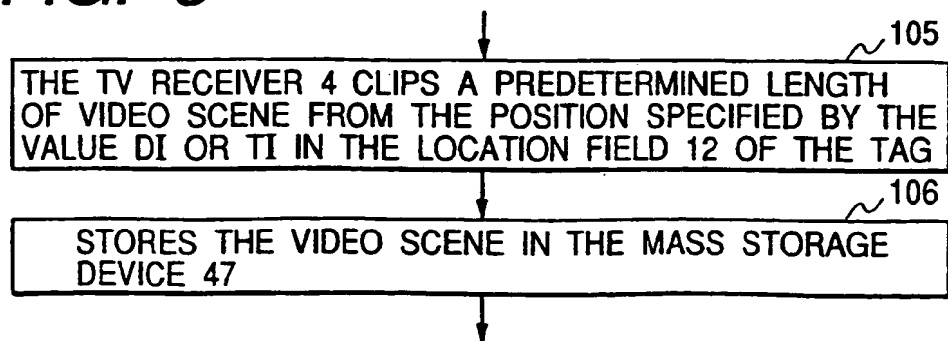 105
THE TV RECEIVER 4 CLIPS A PREDETERMINED LENGTH
OF VIDEO SCENE FROM THE POSITION SPECIFIED BY THE
VALUE DI OR TI IN THE LOCATION FIELD 12 OF THE TAG
106
STORES THE VIDEO SCENE IN THE MASS STORAGE
DEVICE 47